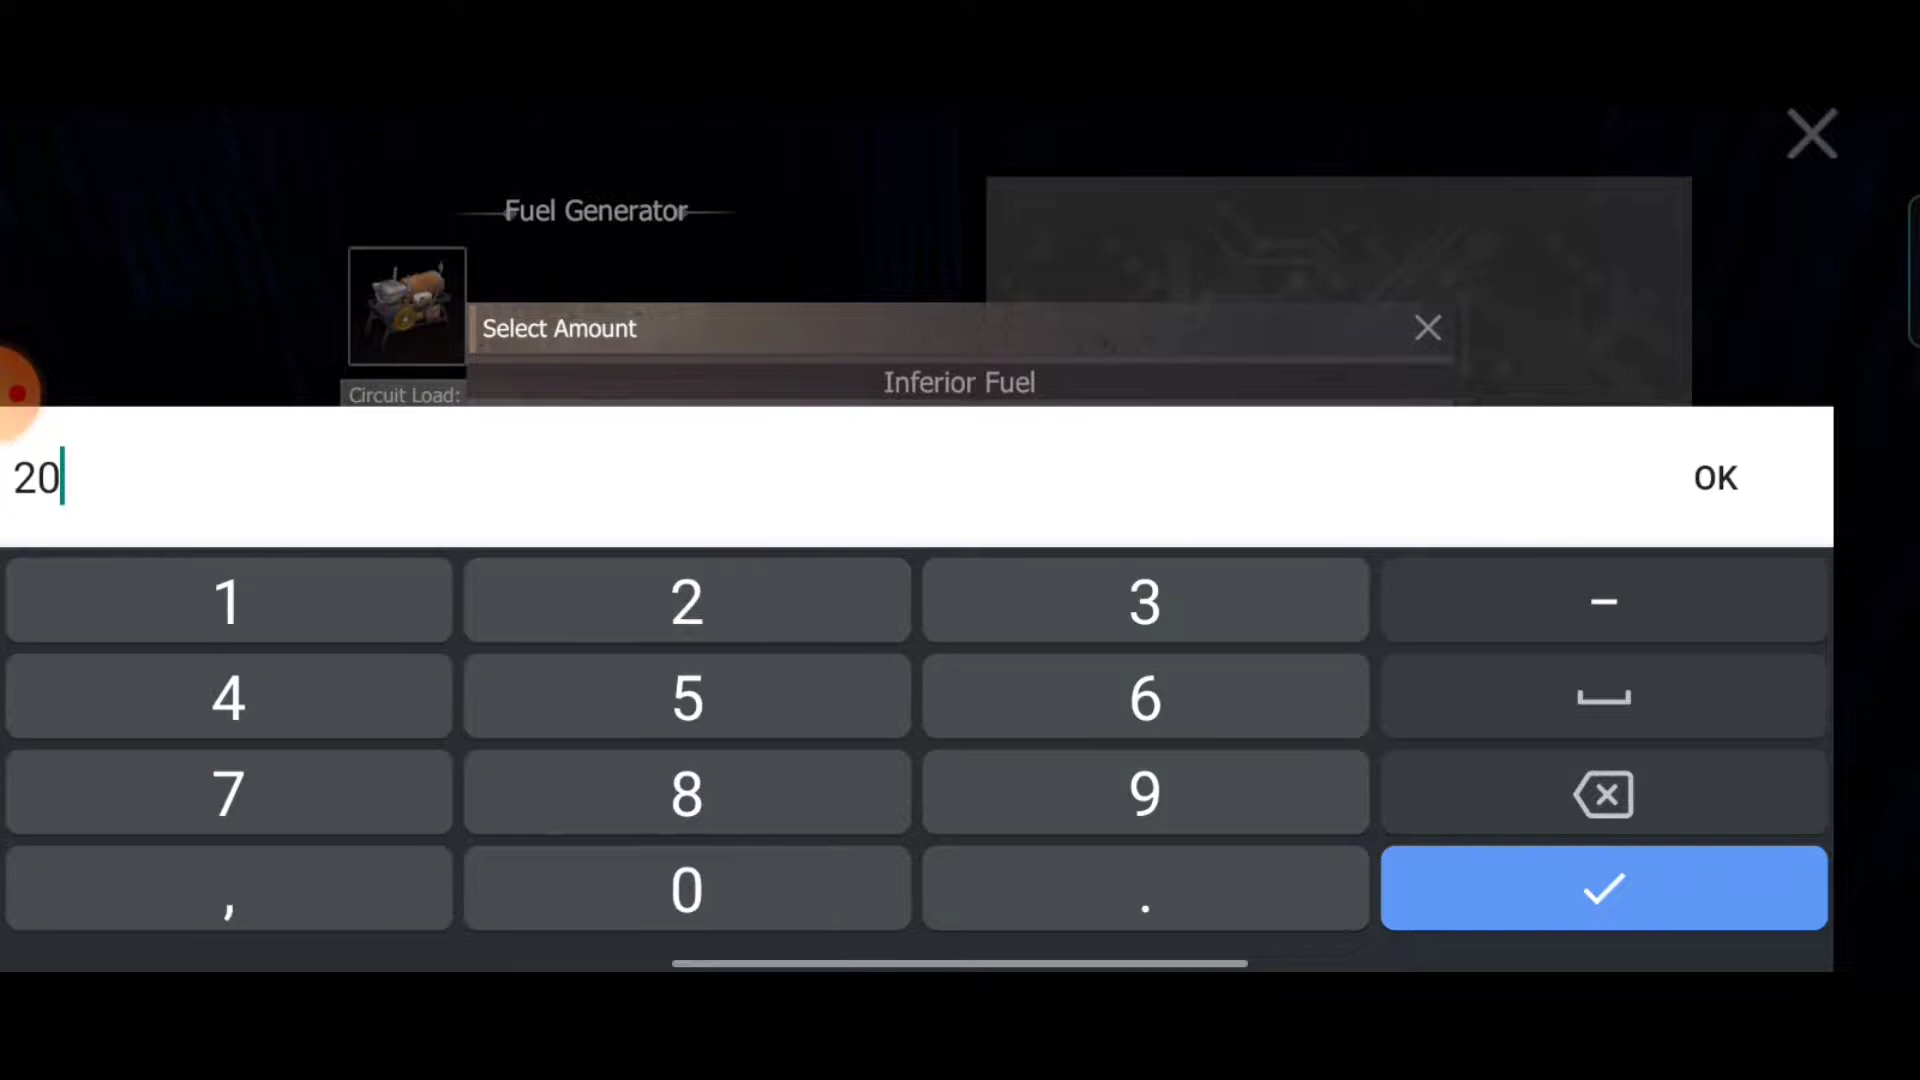 Fuel Generator
Select Amount
Inferior Fuel
Circuit Load:
20
OK
1 2 3 -
4 5 6
7 8 9
, 0 .